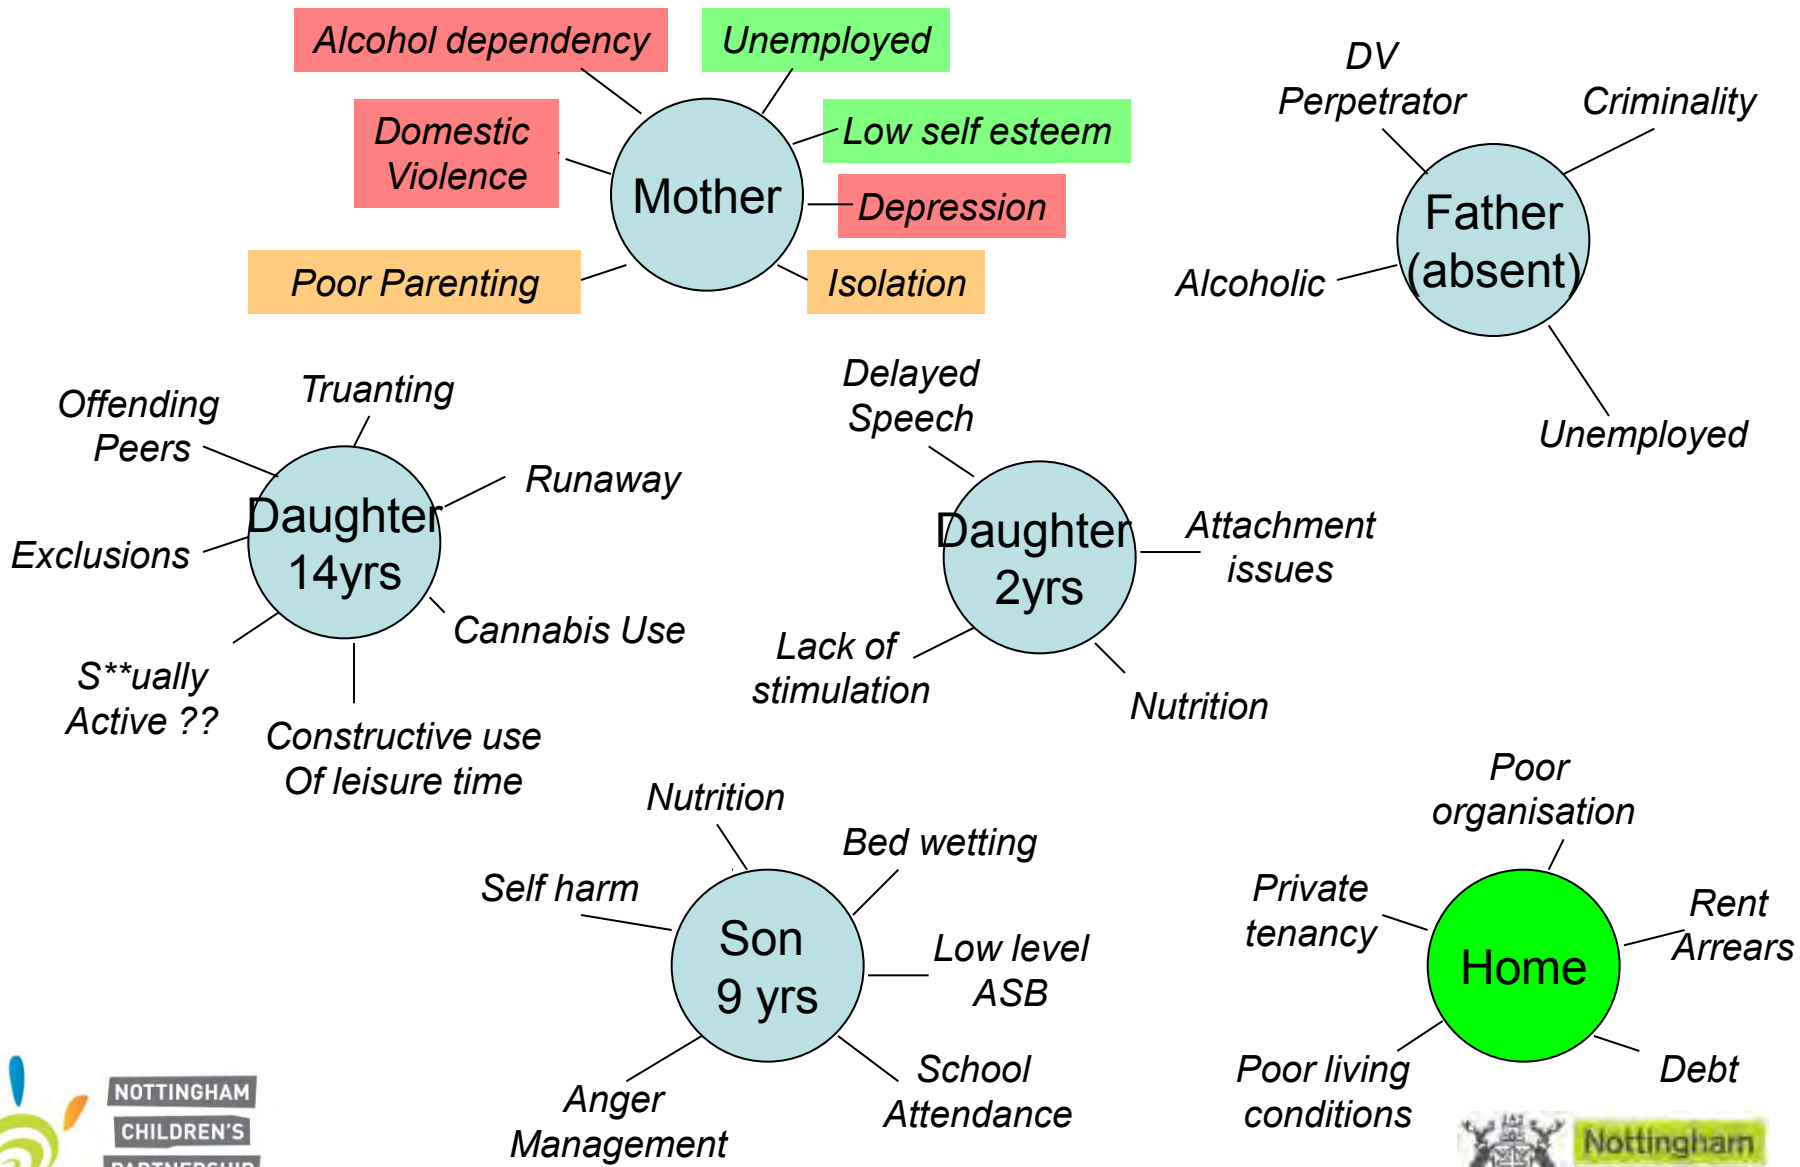 Alcohol dependency
Unemployed
Domestic
Violence
Low self esteem
Mother
Depression
Poor Parenting
Isolation
DV
Perpetrator
Criminality
Father
(absent)
Alcoholic
Unemployed
Truanting
Offending
Peers
Runaway
Daughter
14yrs
Exclusions
Cannabis Use
S**ually
Active ??
Constructive use
Of leisure time
Delayed
Speech
Daughter
2yrs
Attachment
issues
Lack of
stimulation
Nutrition
Nutrition
Bed wetting
Self harm
Son
9 yrs
Low level
ASB
Anger
Management
School
Attendance
Poor
organisation
Private
tenancy
Rent
Arrears
Home
Poor living
conditions
Debt
NOTTINGHAM
CHILDREN'S
PARTNERSHIP
Nottingham